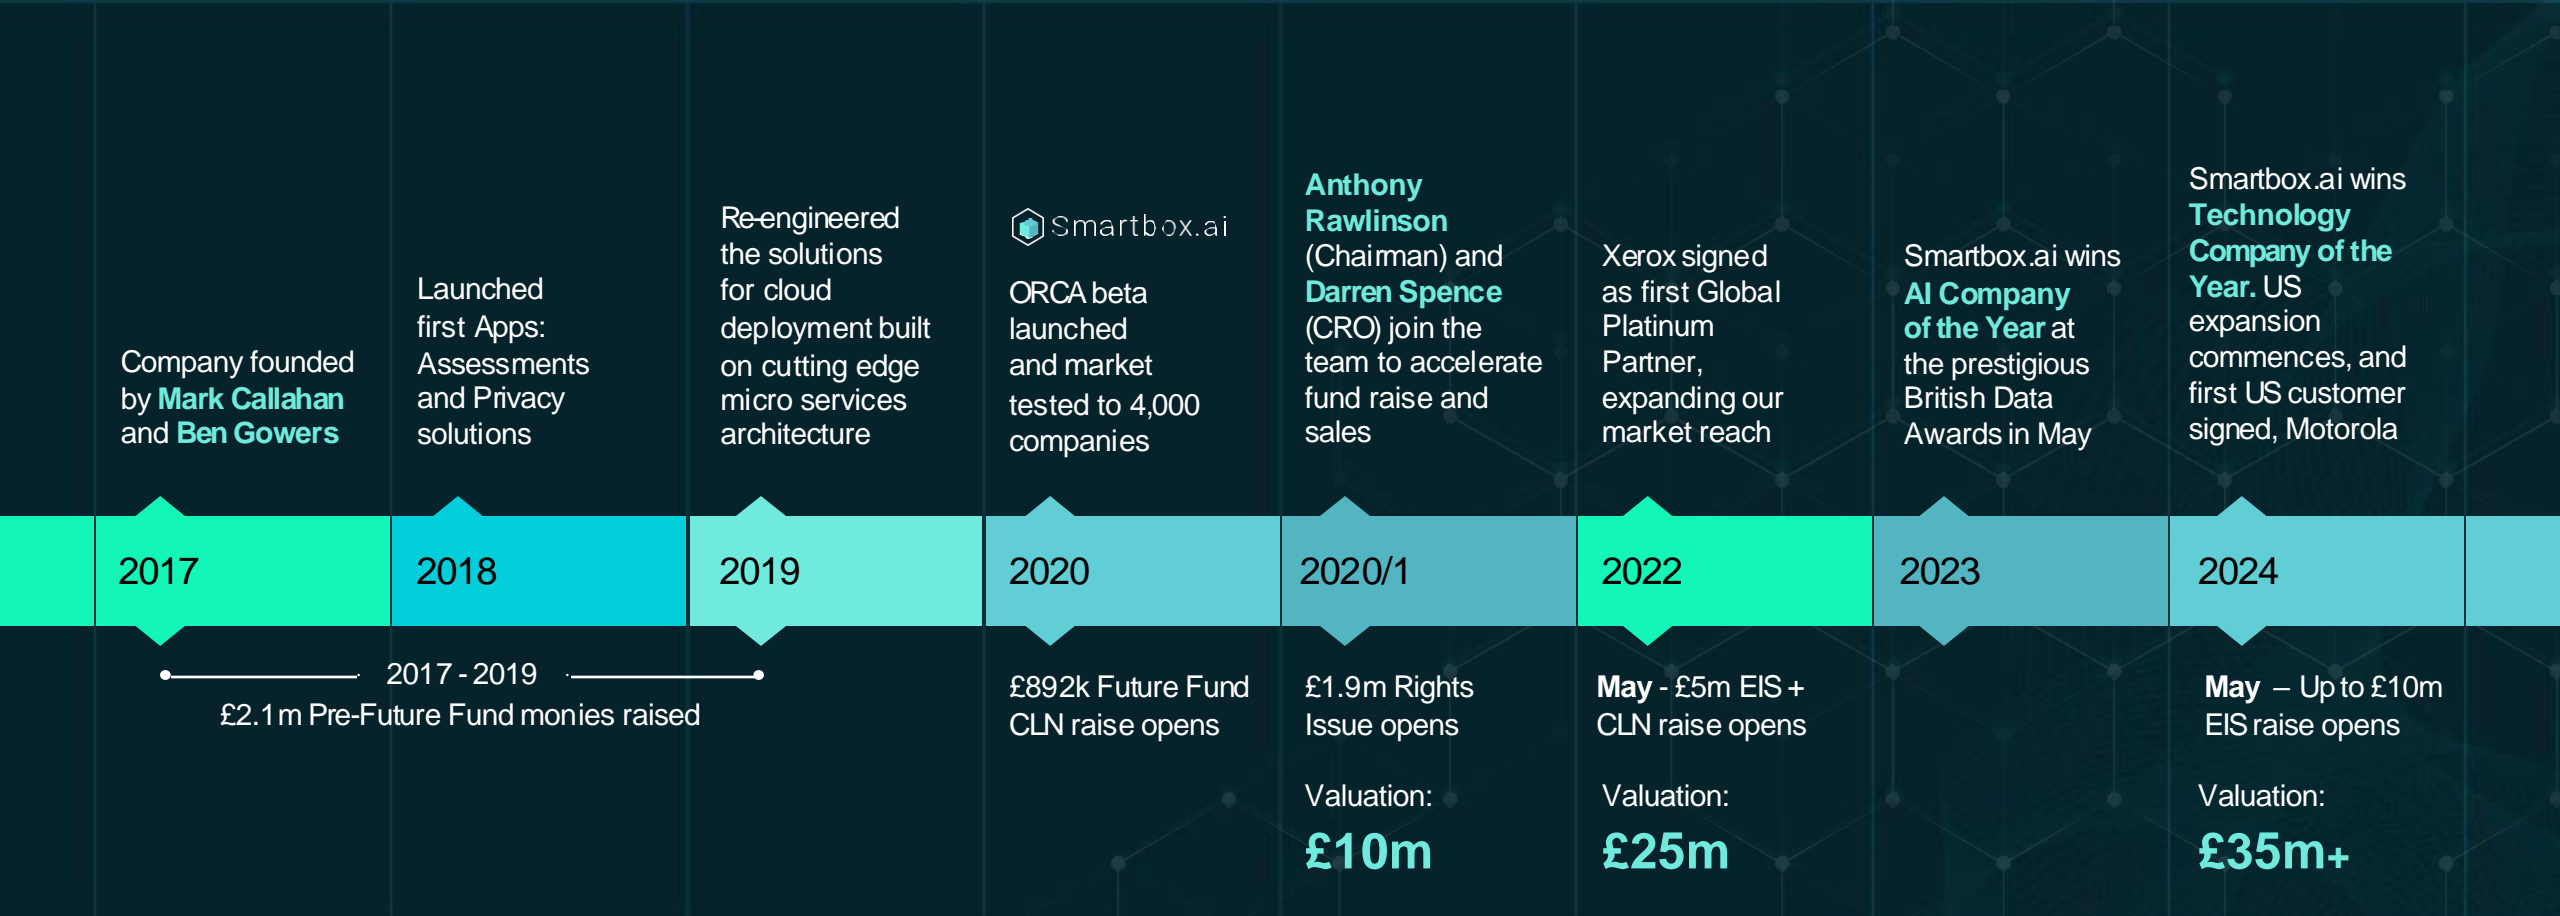 Company founded
by Mark Callahan
and Ben Gowers
Launched
first Apps:
Assessments
and Privacy
solutions
Re-engineered
the solutions
for cloud
deployment built
on cutting edge
micro services
architecture
Smartbox.ai
ORCA beta
launched
and market
tested to 4,000
companies
Anthony
Rawlinson
(Chairman) and
Darren Spence
(CRO) join the
team to accelerate
fund raise and
sales
Xerox signed
as first Global
Platinum
Partner,
expanding our
market reach
Smartbox.ai wins
AI Company
of the Year at
the prestigious
British Data
Awards in May
Smartbox.ai wins
Technology
Company of the
Year. US
expansion
commences, and
first US customer
signed, Motorola
2017
2018
2019
2020
2020/1
2022
2023
2024
2017 - 2019
£2.1m Pre-Future Fund monies raised
£892k Future Fund
CLN raise opens
£1.9m Rights
Issue opens
Valuation:
£10m
May - £5m EIS +
CLN raise opens
Valuation:
£25m
May – Up to £10m
EIS raise opens
Valuation:
£35m+